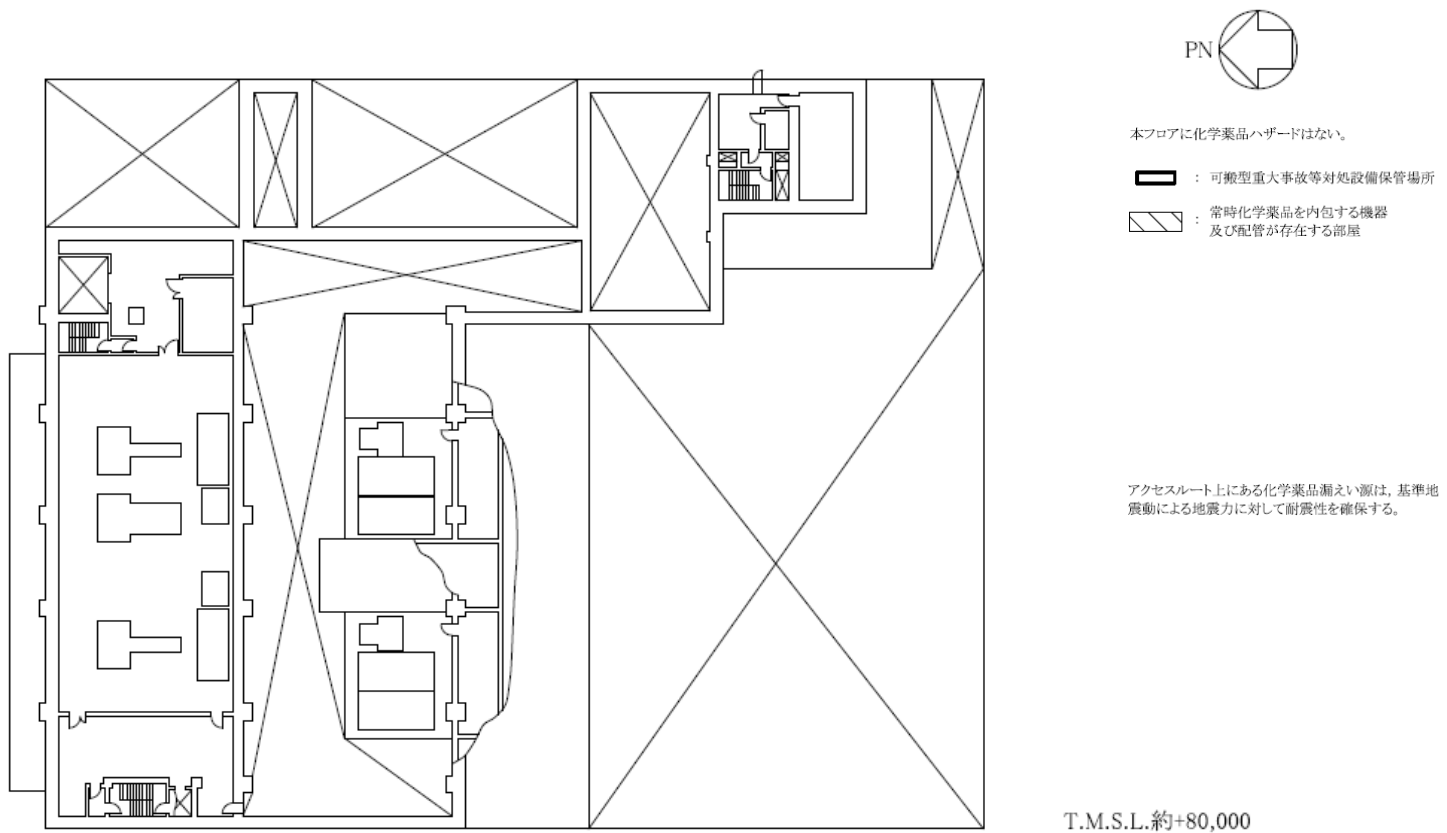 PN
本フロアに化学薬品ハザードはない。
： 可搬型重大事故等対処設備保管場所
： 常時化学薬品を内包する機器
及び配管が存在する部屋
アクセスルート上にある化学薬品漏えい源は，基準地
震動による地震力に対して耐震性を確保する。
T.M.S.L.約+80,000